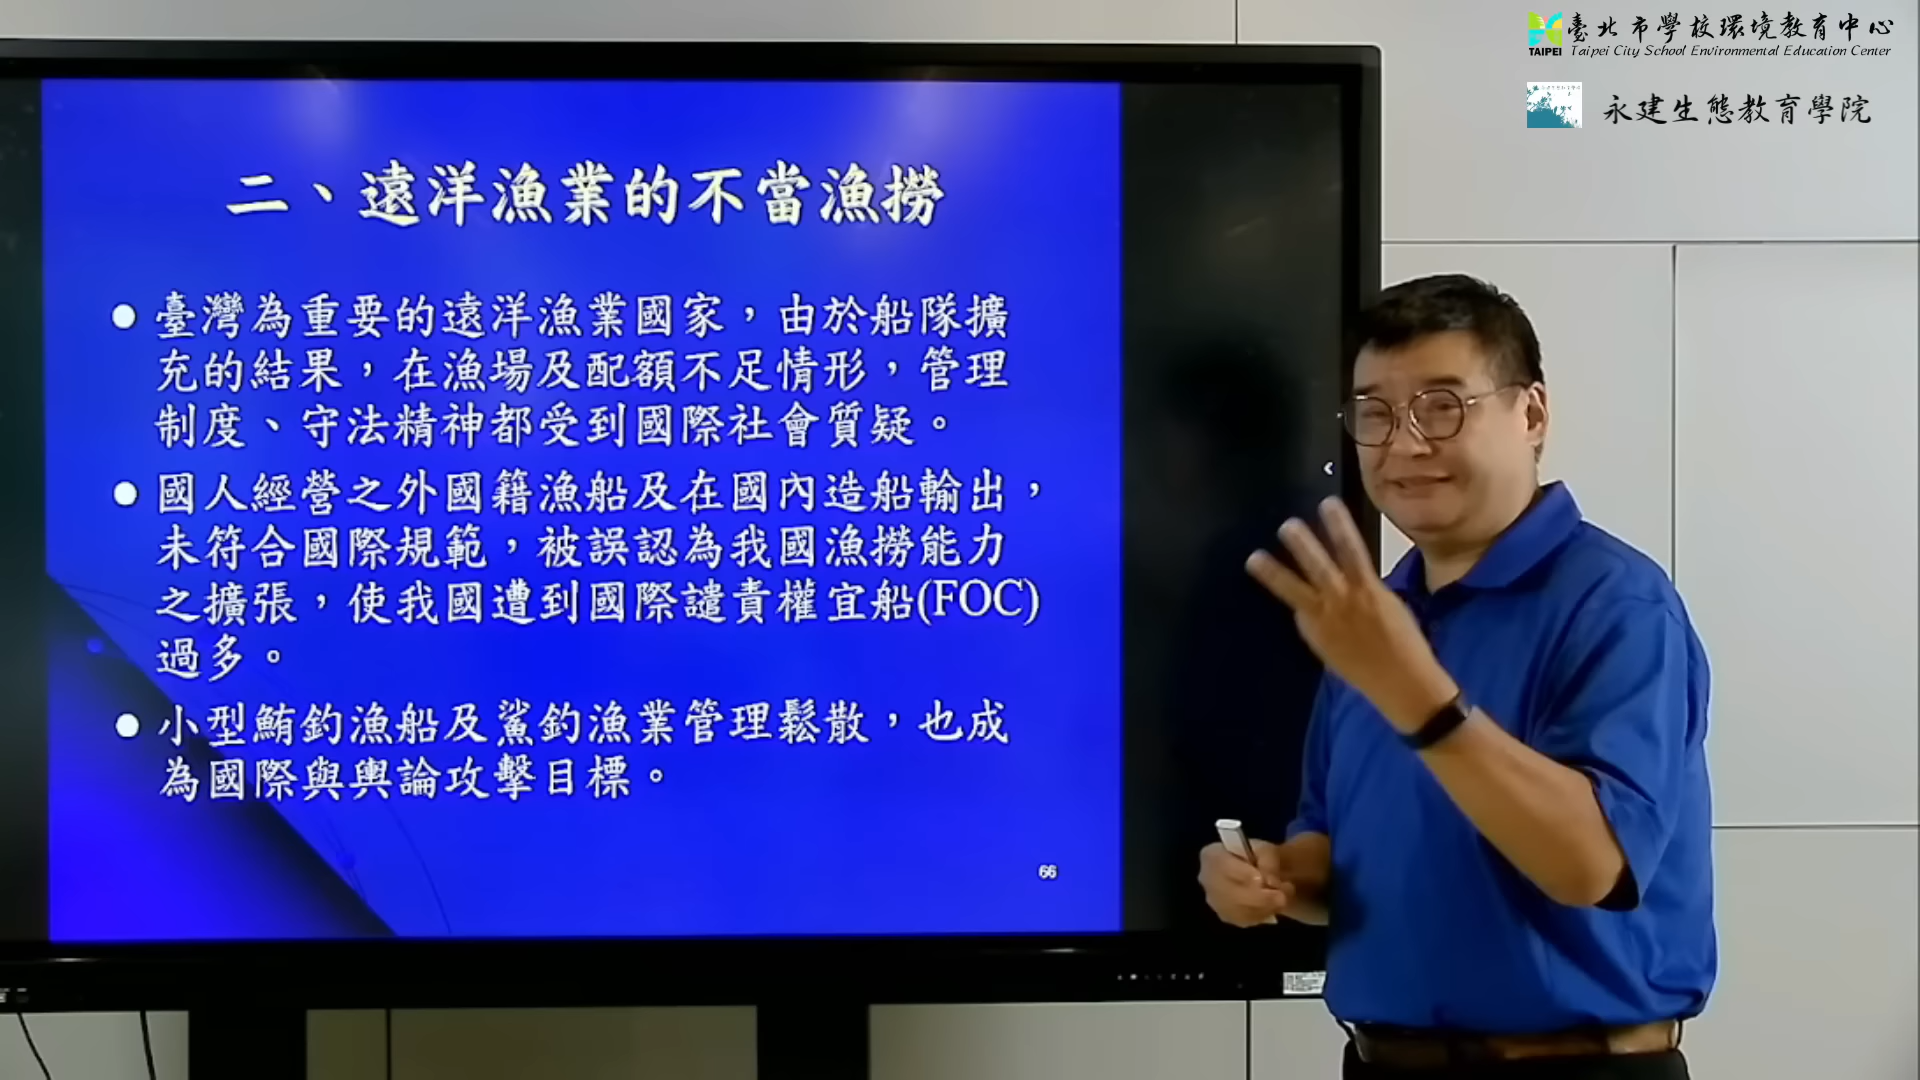 臺北市學校環境教育中心
TAIPEI
Taipei City School Environmental Education Center
永建生態教育學院
二、遠洋漁業的不當漁撈
●臺灣為重要的遠洋漁業國家，由於船隊擴
充的結果，在漁場及配額不足情形，管理
制度、守法精神都受到國際社會質疑。
●國人經營之外國籍漁船及在國內造船輸出，
未符合國際規範，被誤認為我國漁撈能力
之擴張，使我國遭到國際譴責權宜船(FOC)
過多。
●小型鮪釣漁船及鯊釣漁業管理鬆散，也成
為國際與輿論攻擊目標。
66